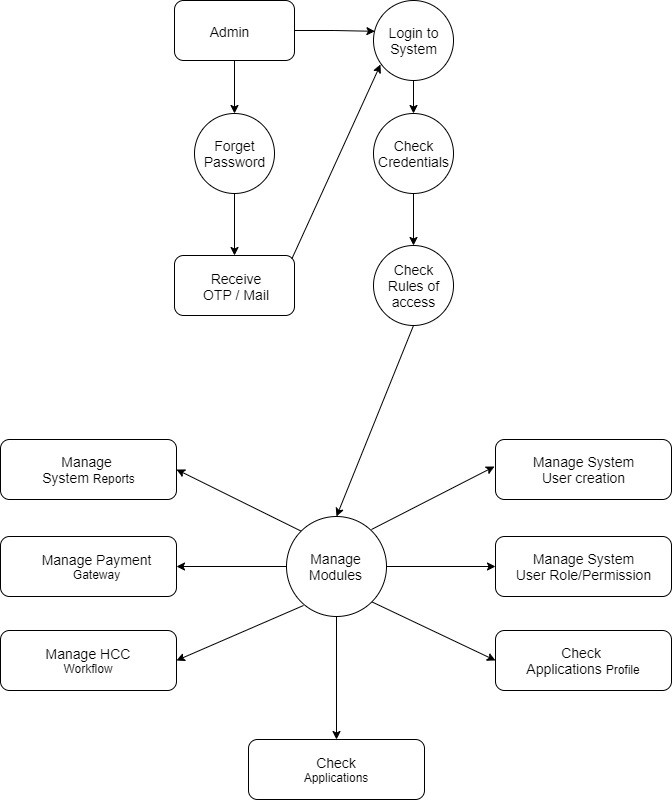 Admin
Login to
System
Forget
Password
Check
Credentials
Receive
OTP / Mail
Check
Rules of
access
Manage
System Reports
Manage System
User creation
Manage Payment
Gateway
Manage
Modules
Manage System
User Role/Permission
Manage HCC
Workflow
Check
Applications Profile
Check
Applications